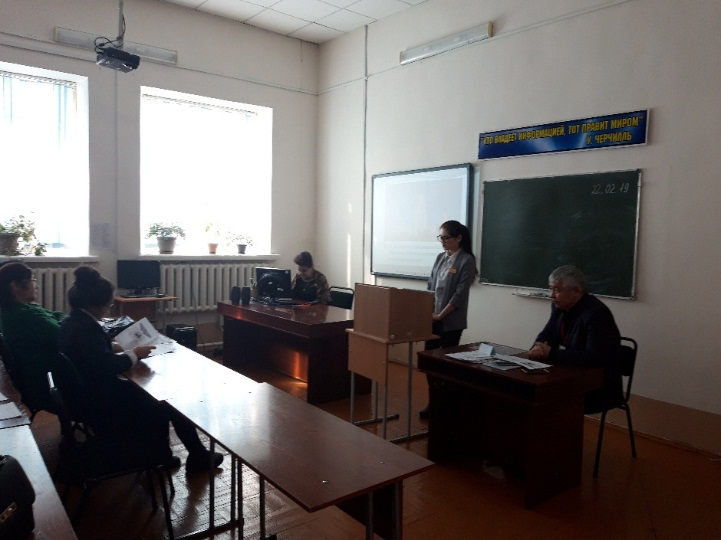 "КТО ВЛАДЕЕТ ИНФОРМАЦИЕЙ, ТОТ ПРАВИТ МИРОМ"
У. ЧЕРЧИЛЛЬ
22.02.19